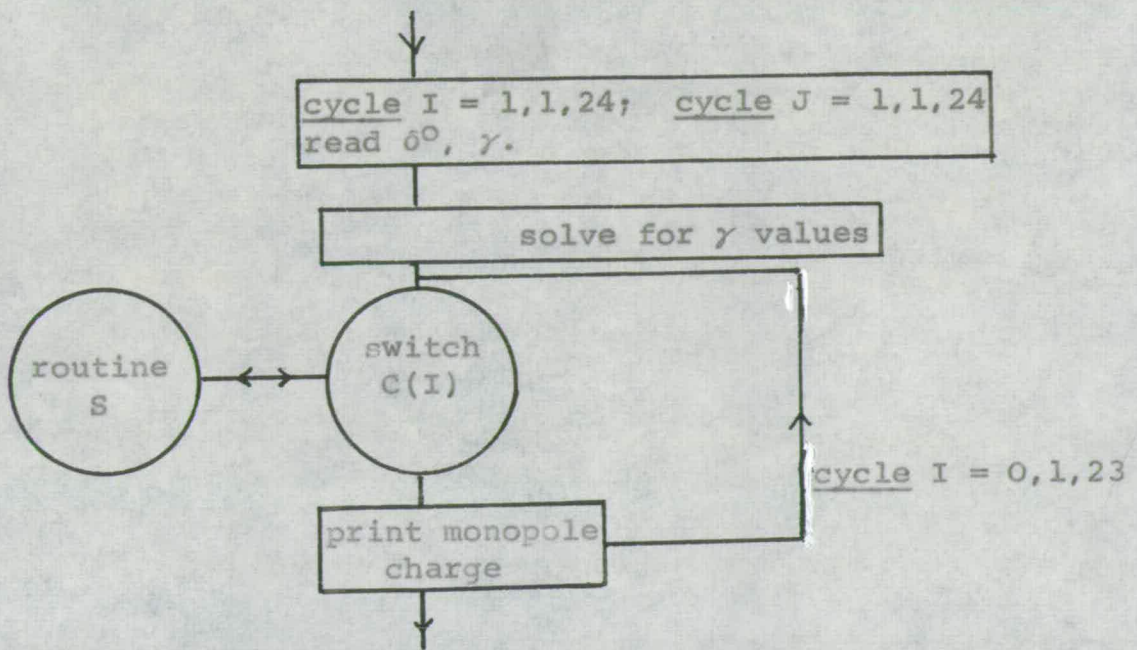 cycle I = 1,1,24; cycle J = 1,1,24
read δ⁰, γ.
solve for γ values
routine
S
switch
C(I)
cycle I = 0,1,23
print monopole
charge